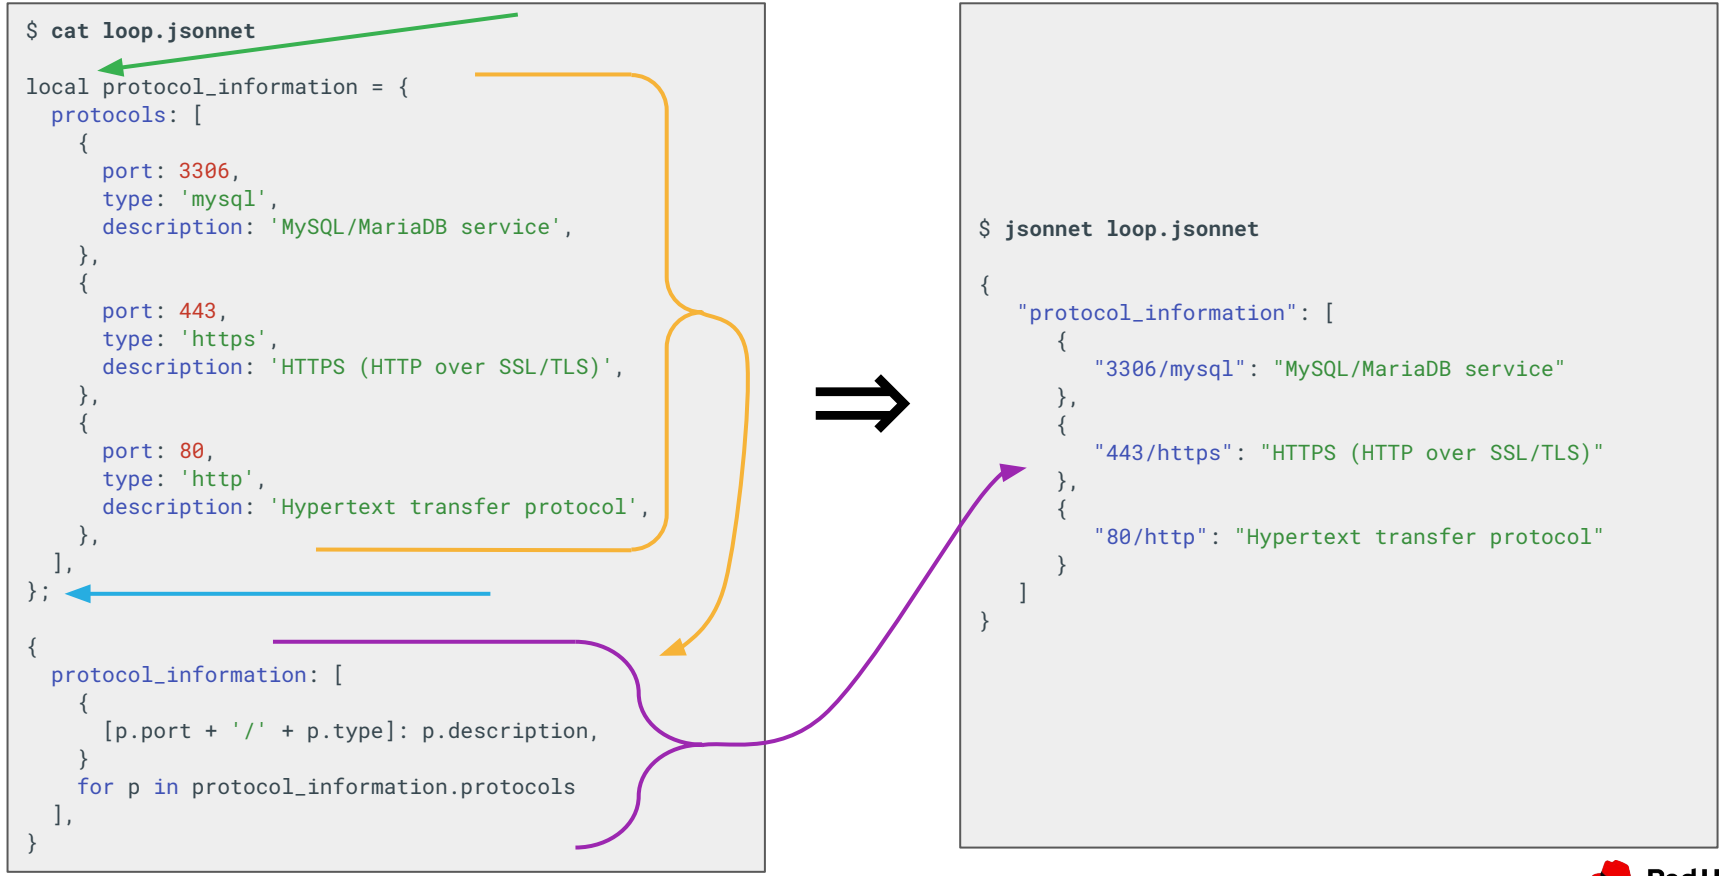 $ cat loop.jsonnet
local protocol_information = {
  protocols: [
    {
      port: 3306,
      type: 'mysql',
      description: 'MySQL/MariaDB service',
    },
    {
      port: 443,
      type: 'https',
      description: 'HTTPS (HTTP over SSL/TLS)',
    },
    {
      port: 80,
      type: 'http',
      description: 'Hypertext transfer protocol',
    },
  ],
};
{
  protocol_information: [
    {
      [p.port + '/' + p.type]: p.description,
    }
    for p in protocol_information.protocols
  ],
}
⇒
$ jsonnet loop.jsonnet
{
   "protocol_information": [
      {
         "3306/mysql": "MySQL/MariaDB service"
      },
      {
         "443/https": "HTTPS (HTTP over SSL/TLS)"
      },
      {
         "80/http": "Hypertext transfer protocol"
      }
   ]
}